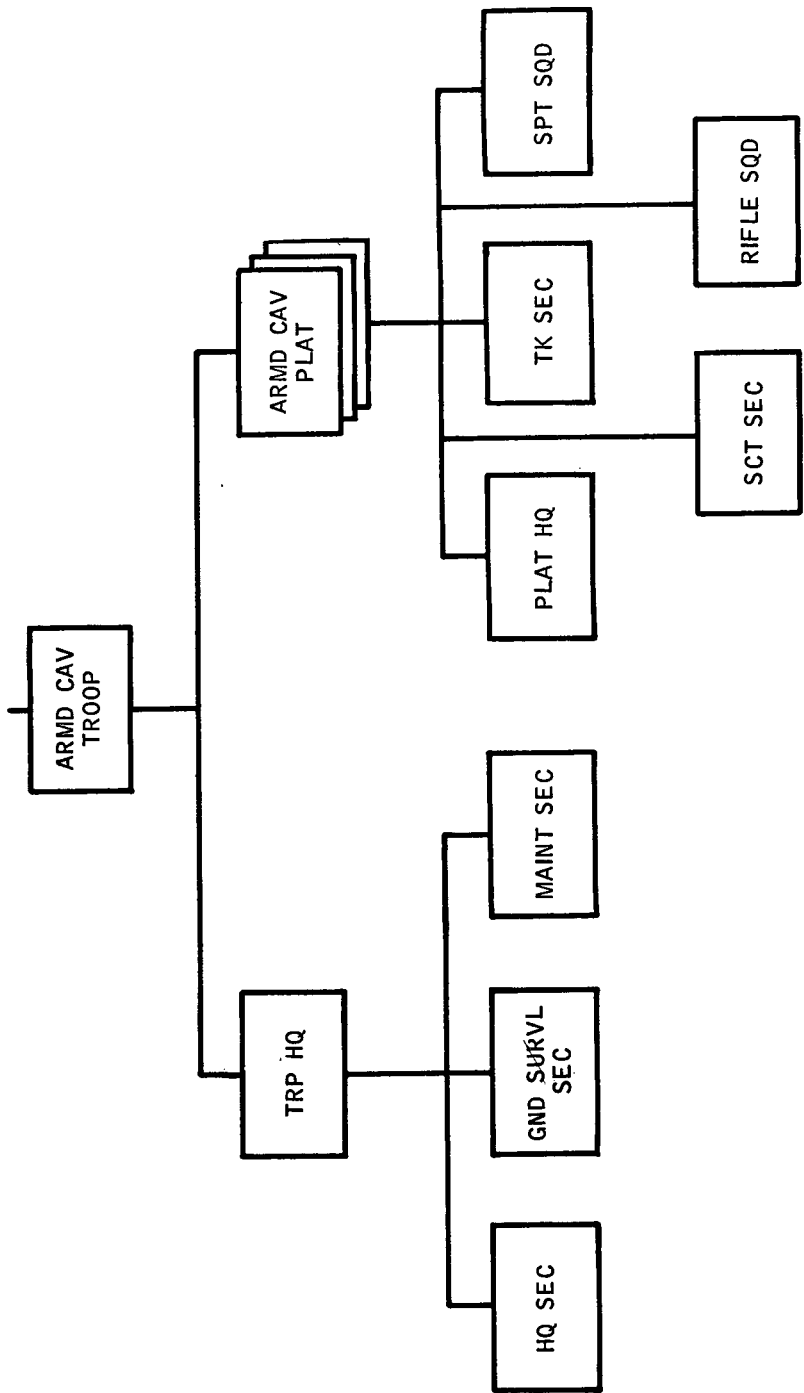 ARMD CAV
TROOP
TRP HQ
ARMD CAV
PLAT
HQ SEC
GND SURVL
SEC
MAINT SEC
PLAT HQ
TK SEC
SPT SQD
SCT SEC
RIFLE SQD